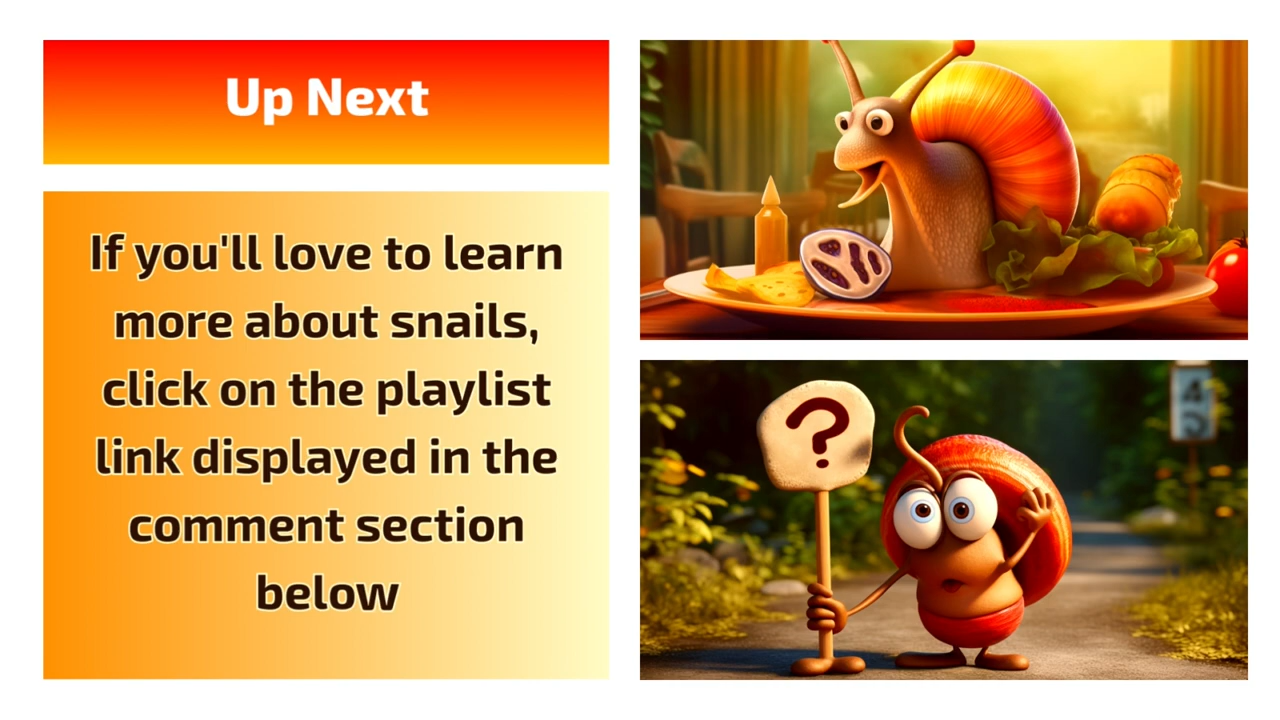 Up Next
If you'll love to learn
more about snails,
click on the playlist
link displayed in the
comment section
below
?